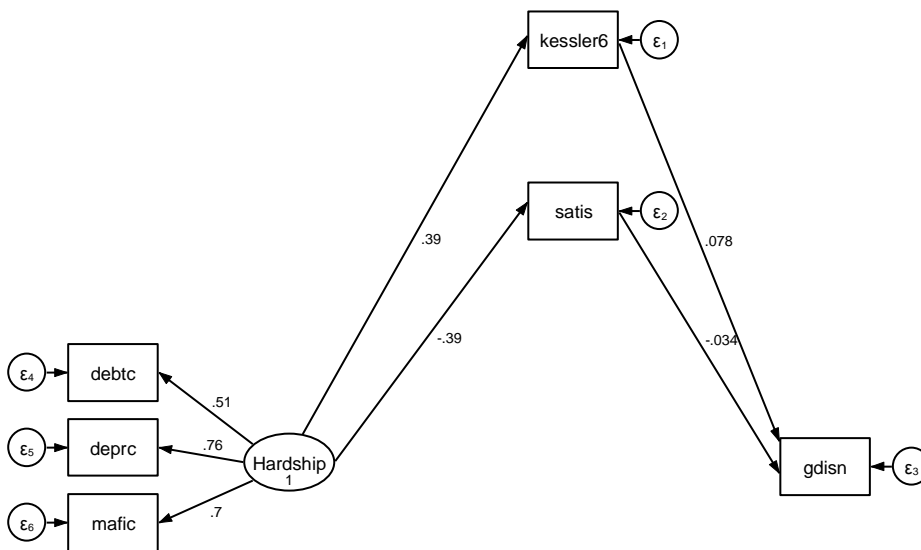 kessler6
ε1
satis
ε2
.39
.078
-.39
-.034
ε4
debtc
.51
ε5
deprc
.76
Hardship
1
gdisn
ε3
ε6
mafic
.7